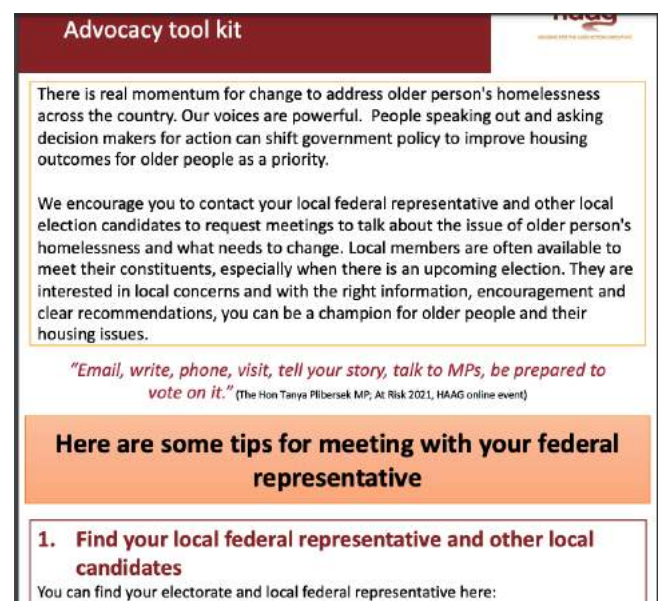 Advocacy tool kit
haag
There is real momentum for change to address older person's homelessness
across the country. Our voices are powerful.  People speaking out and asking
decision makers for action can shift government policy to improve housing
outcomes for older people as a priority.
We encourage you to contact your local federal representative and other local
election candidates to request meetings to talk about the issue of older person's
homelessness and what needs to change. Local members are often available to
meet their constituents, especially when there is an upcoming election. They are
interested in local concerns and with the right information, encouragement and
clear recommendations, you can be a champion for older people and their
housing issues.
"Email, write, phone, visit, tell your story, talk to MPs, be prepared to
vote on it." (The Hon Tanya Plibersek MP; At Risk 2021, HAAG online event)
Here are some tips for meeting with your federal
representative
1. Find your local federal representative and other local
candidates
You can find your electorate and local federal representative here: